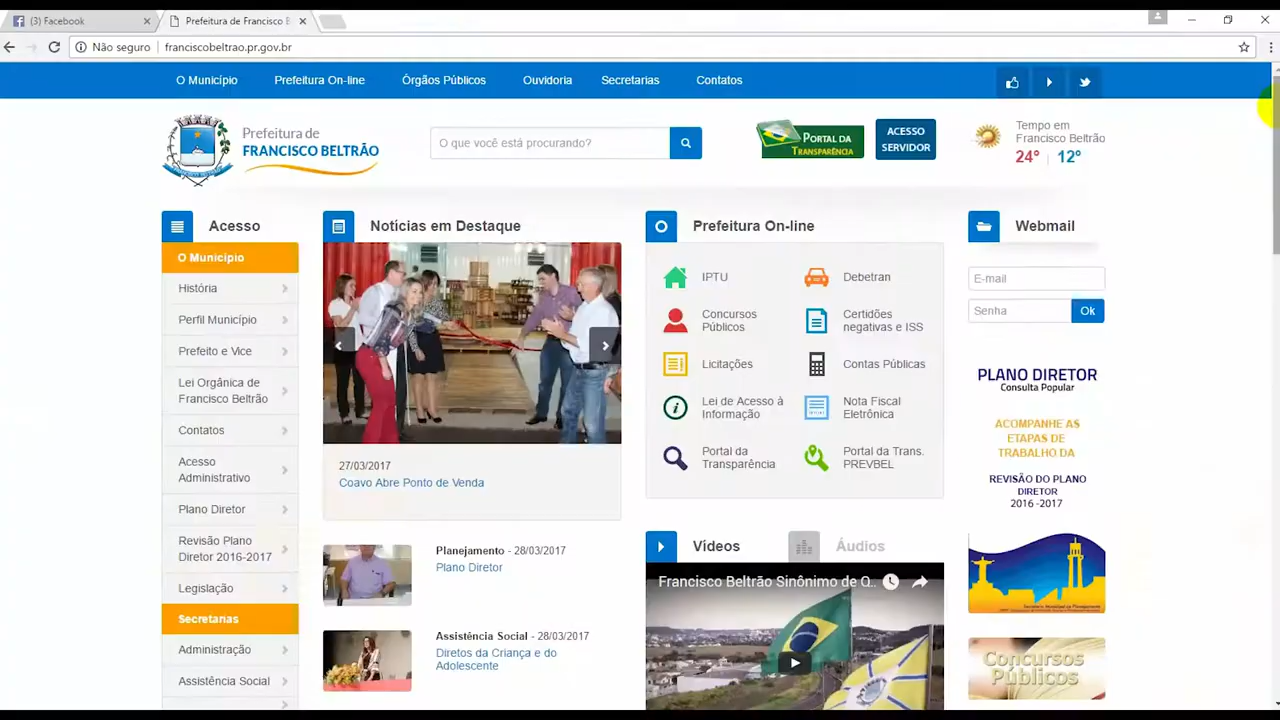 (3) Facebook
Prefeitura de Francisco B
Não seguro
franciscobeltrao.pr.gov.br
O Município
Prefeitura On-line
Órgãos Públicos
Ouvidoria
Secretarias
Contatos
Prefeitura de
FRANCISCO BELTRÃO
O que você está procurando?
PORTAL DA
TRANSPARÊNCIA
ACESSO
SERVIDOR
Tempo em
Francisco Beltrão
24° | 12°
Acesso
O Município
História
Perfil Município
Prefeito e Vice
Lei Orgânica de
Francisco Beltrão
Contatos
Acesso
Administrativo
Plano Diretor
Revisão Plano
Diretor 2016-2017
Legislação
Secretarias
Administração
Assistência Social
Notícias em Destaque
27/03/2017
Coavo Abre Ponto de Venda
Planejamento - 28/03/2017
Plano Diretor
Assistência Social - 28/03/2017
Diretos da Criança e do
Adolescente
Prefeitura On-line
IPTU
Debetran
Concursos
Públicos
Certidões
negativas e ISS
Licitações
Contas Públicas
Lei de Acesso à
Informação
Nota Fiscal
Eletrônica
Portal da
Transparência
Portal da Trans.
PREVBEL
Vídeos
Áudios
Francisco Beltrão Sinônimo de Q...
Webmail
E-mail
Senha
Ok
PLANO DIRETOR
Consulta Popular
ACOMPANHE AS
ETAPAS DE
TRABALHO DA
REVISÃO DO PLANO
DIRETOR
2016 -2017
Concursos
Públicos